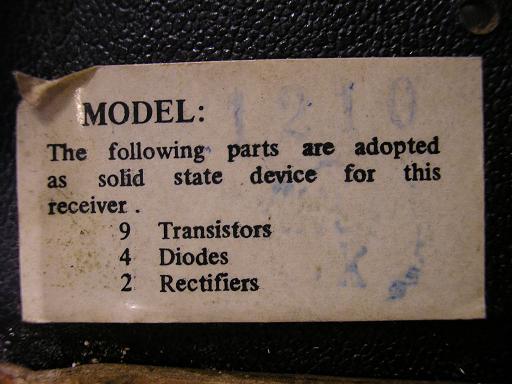 MODEL: 1210
The following parts are adopted
as solid state device for this
receiver .
9 Transistors
4 Diodes
2 Rectifiers
K